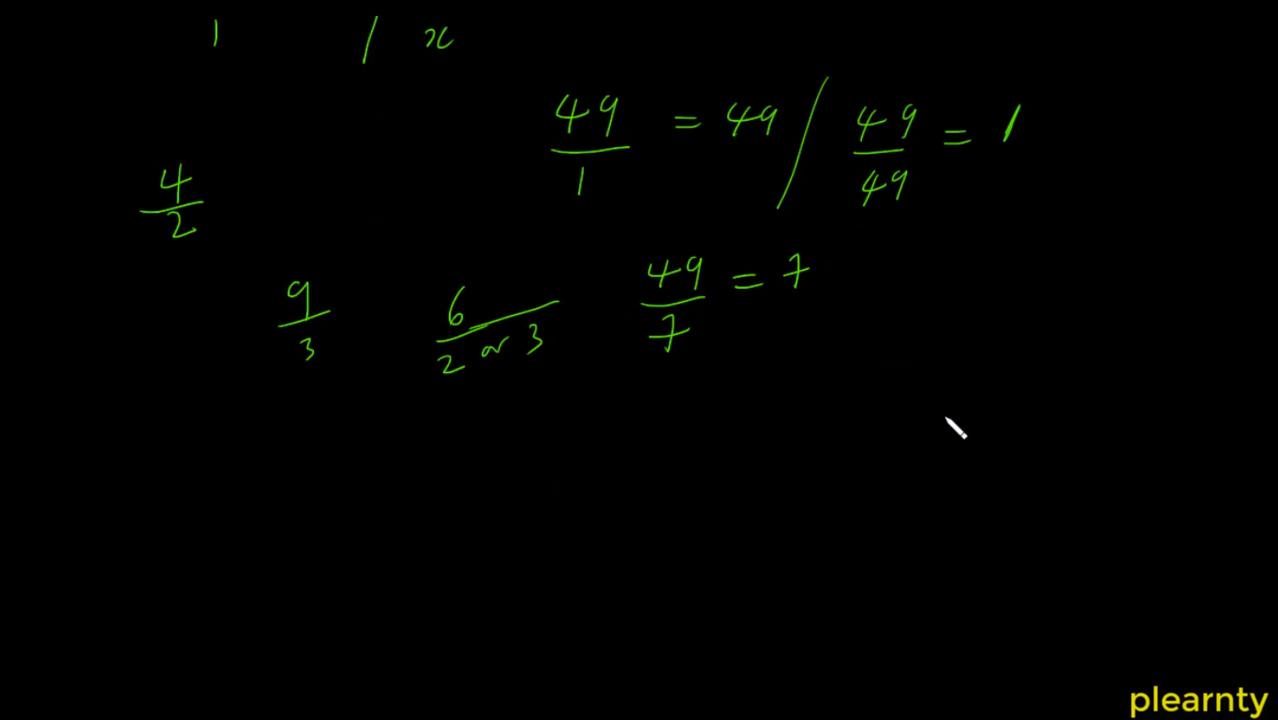 1 / x
49/1 = 49 / 49/49 = 1
4/2
9/3 6/2 or 3 49/7 = 7
plearnty